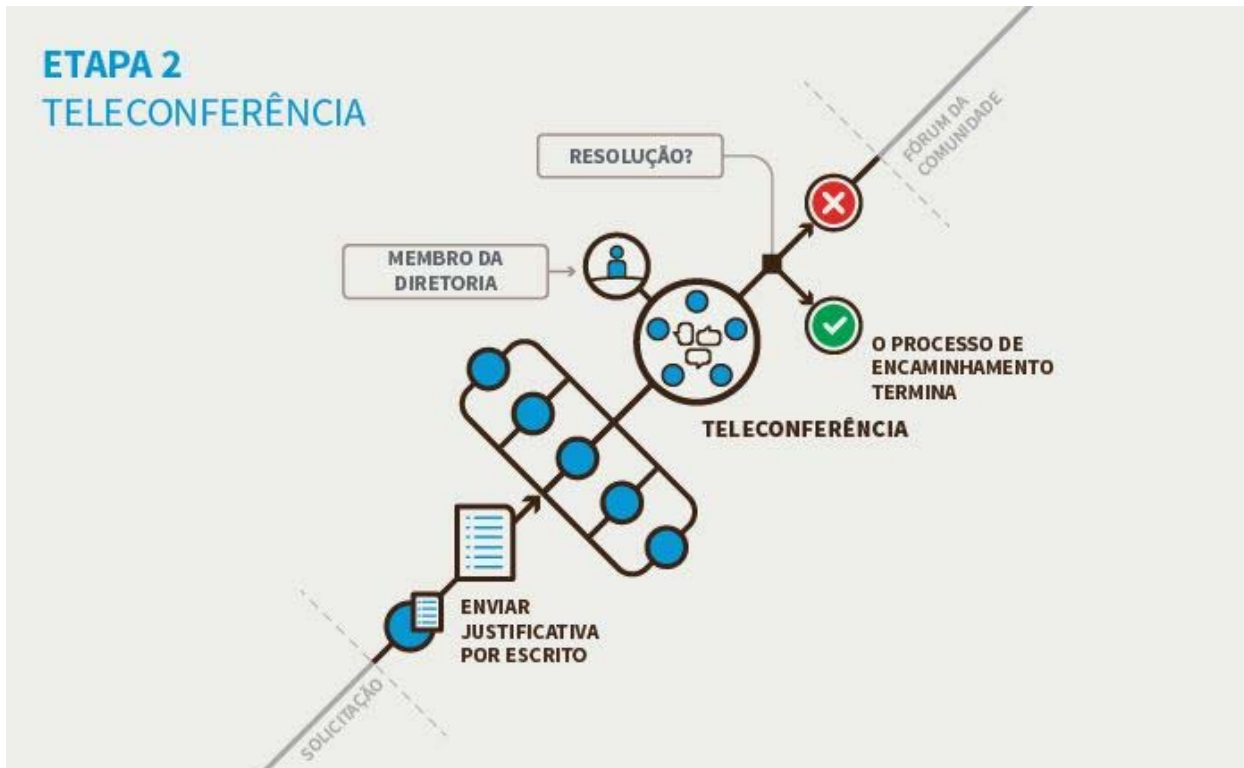 ETAPA 2
TELECONFERÊNCIA
FÓRUM DA
COMUNIDADE
RESOLUÇÃO?
MEMBRO DA
DIRETORIA
O PROCESSO DE
ENCAMINHAMENTO
TERMINA
TELECONFERÊNCIA
ENVIAR
JUSTIFICATIVA
POR ESCRITO
SOLICITAÇÃO